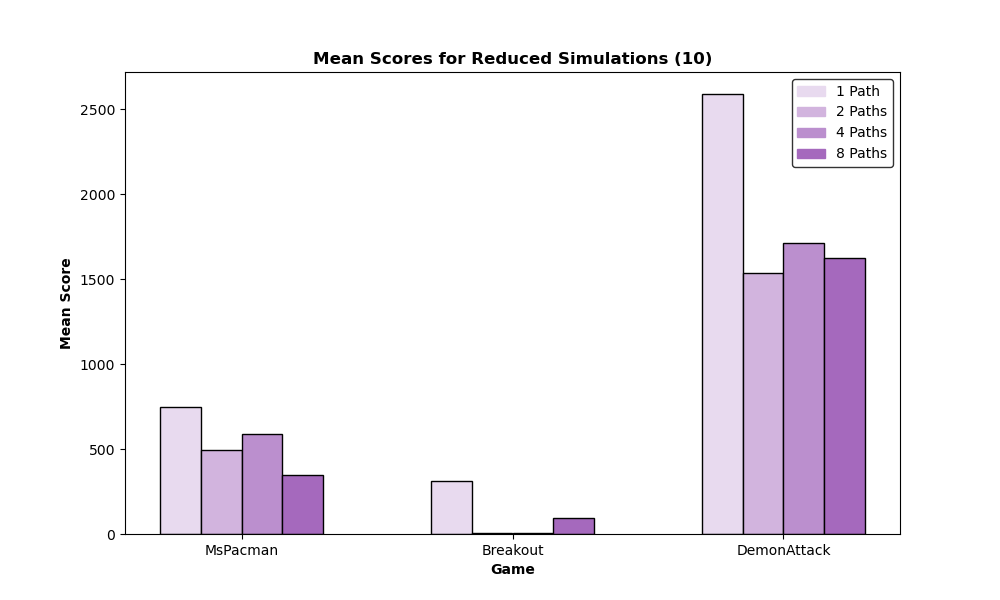 Mean Scores for Reduced Simulations (10)
1 Path
2 Paths
4 Paths
8 Paths
Mean Score
2500
2000
1500
1000
500
0
MsPacman
Breakout
DemonAttack
Game